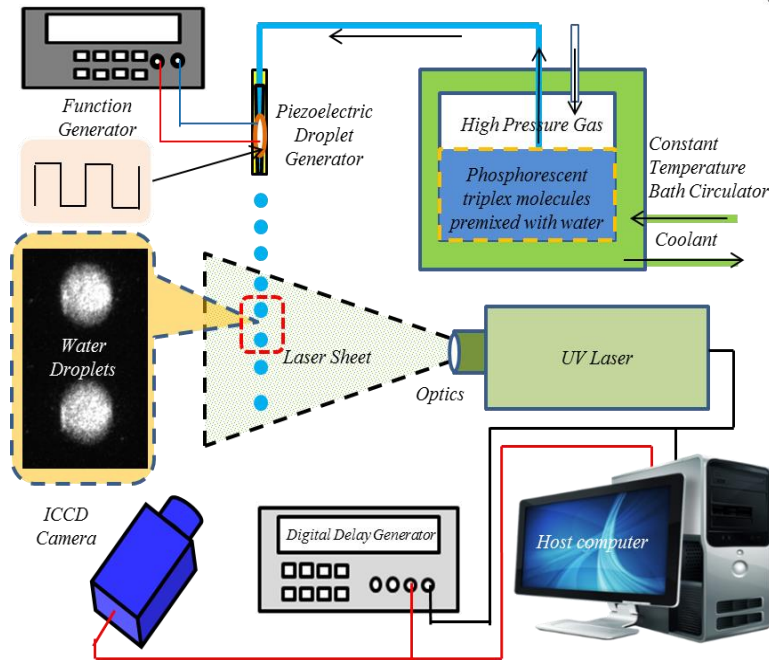 Function
Generator
Piezoelectric
Droplet
Generator
High Pressure Gas
Phosphorescent
triplex molecules
premixed with water
Constant
Temperature
Bath Circulator
Coolant
Water
Droplets
Laser Sheet
Optics
UV Laser
ICCD
Camera
Digital Delay Generator
Host computer